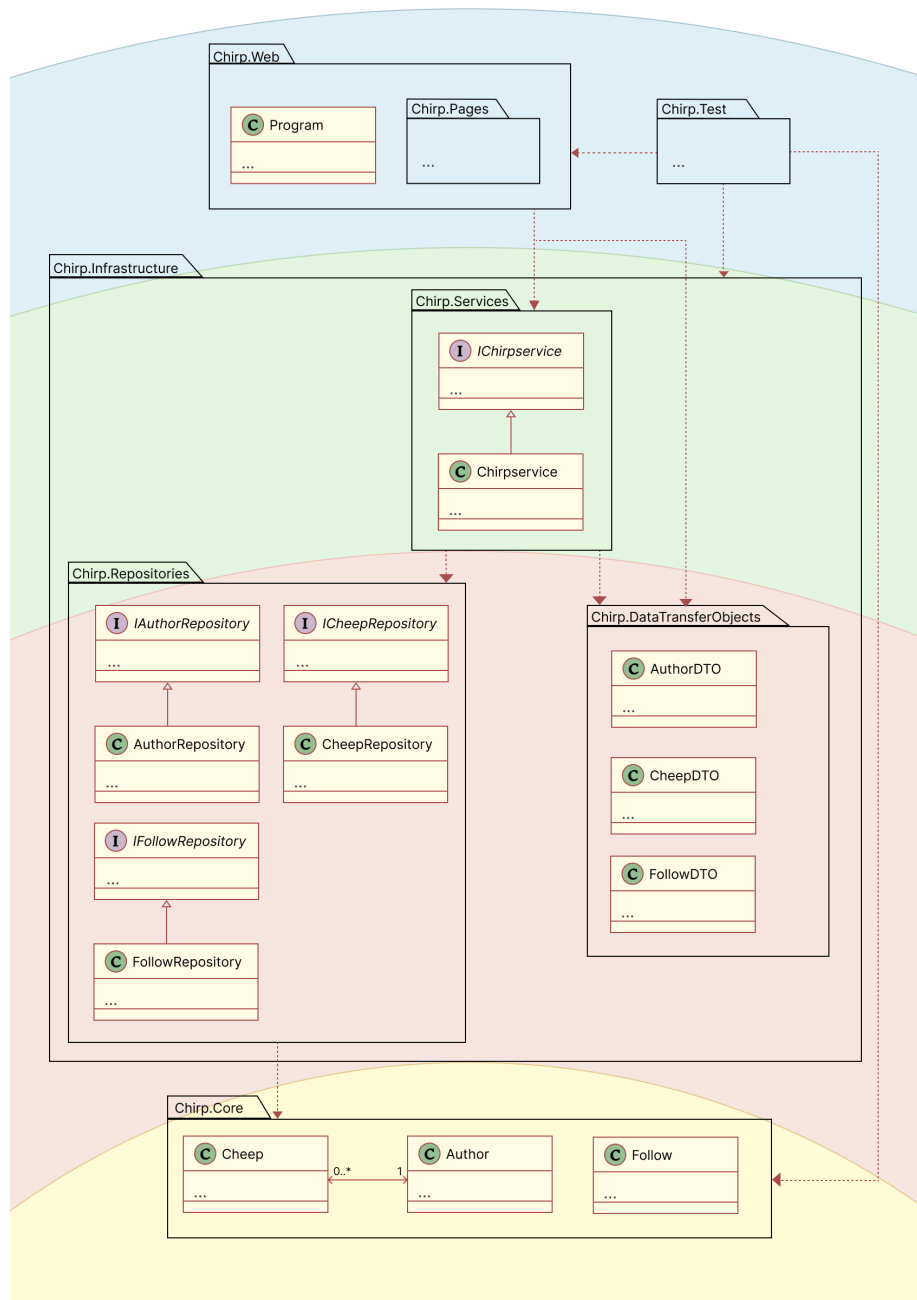 Chirp.Web
C Program
...
Chirp.Pages
...
Chirp.Test
...
Chirp.Infrastructure
Chirp.Services
I IChirpservice
...
C Chirpservice
...
Chirp.Repositories
I IAuthorRepository
...
I ICheepRepository
...
C AuthorRepository
...
C CheepRepository
...
I IFollowRepository
...
C FollowRepository
...
Chirp.DataTransferObjects
C AuthorDTO
...
C CheepDTO
...
C FollowDTO
...
Chirp.Core
C Cheep
...
0..*
1
C Author
...
C Follow
...